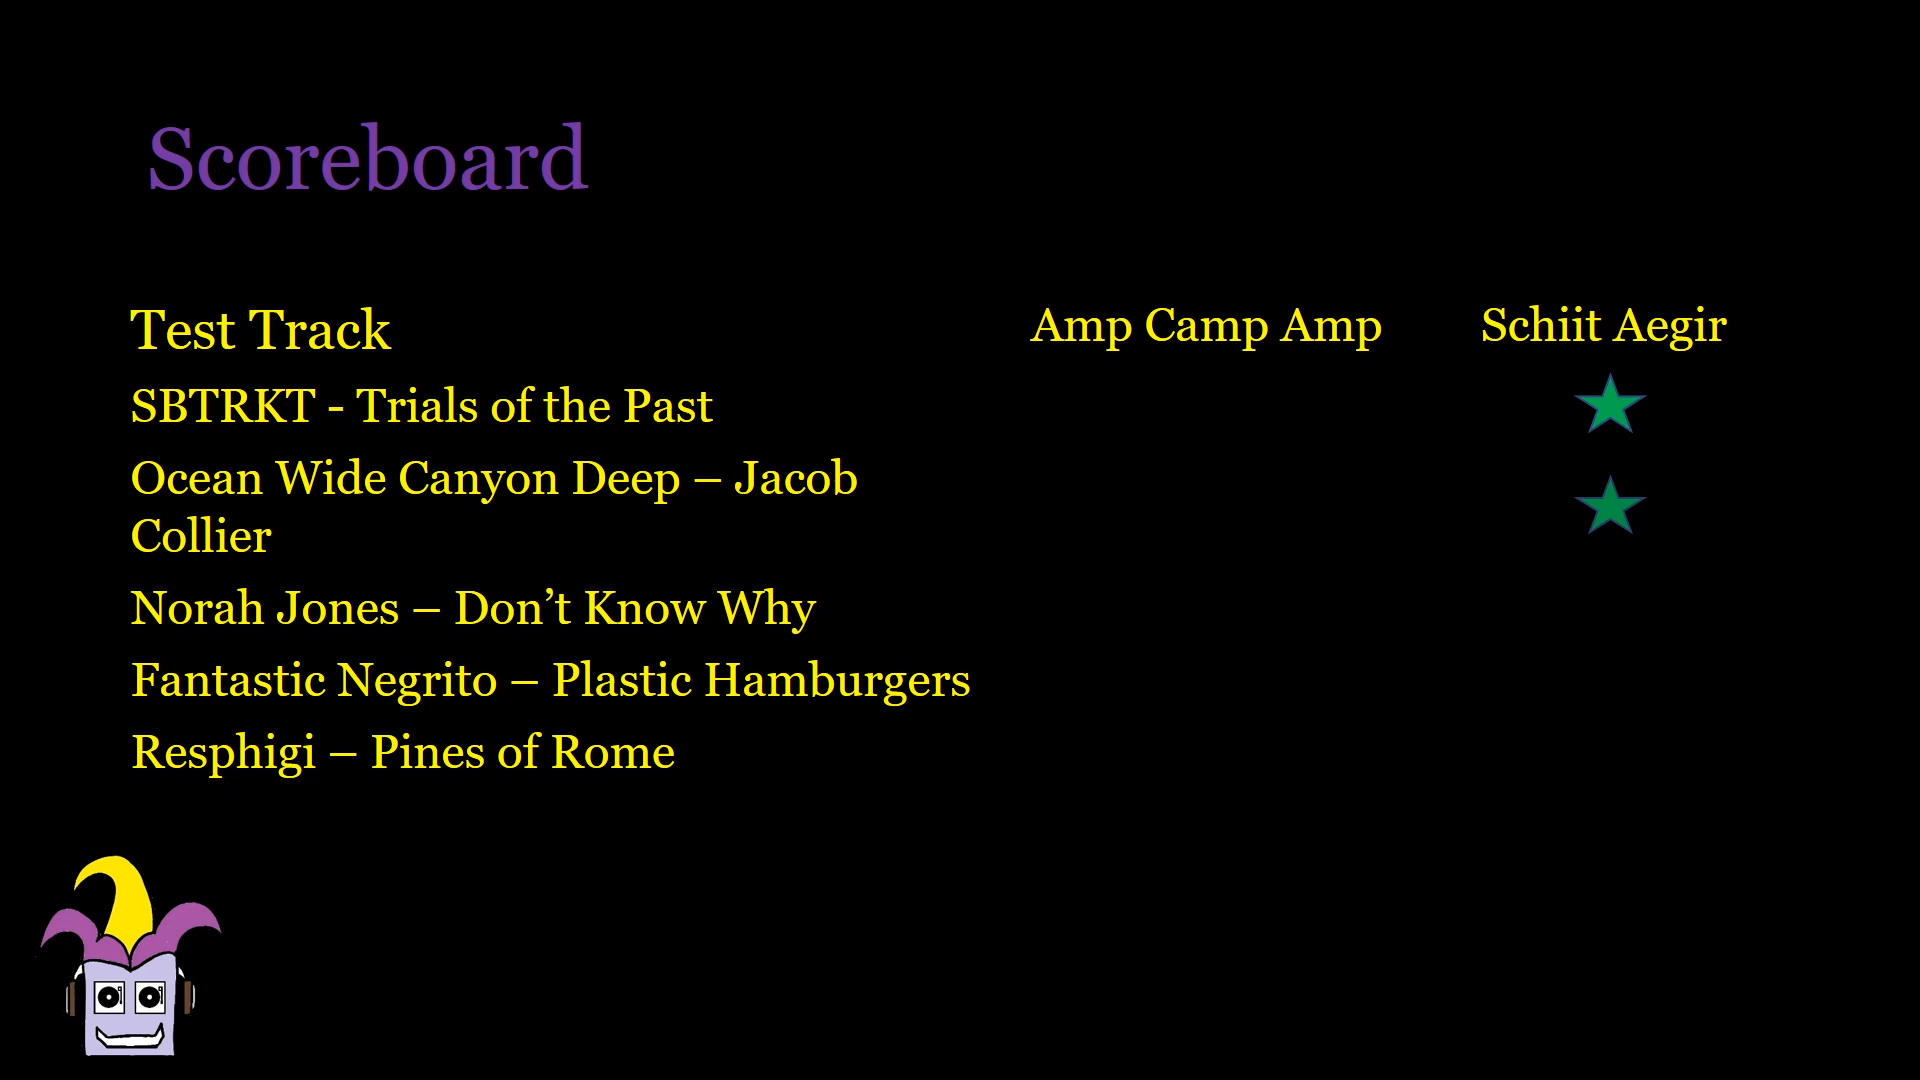 Scoreboard
Test Track Amp Camp Amp Schiit Aegir
SBTRKT - Trials of the Past
Ocean Wide Canyon Deep – Jacob
Collier
Norah Jones – Don’t Know Why
Fantastic Negrito – Plastic Hamburgers
Resphigi – Pines of Rome